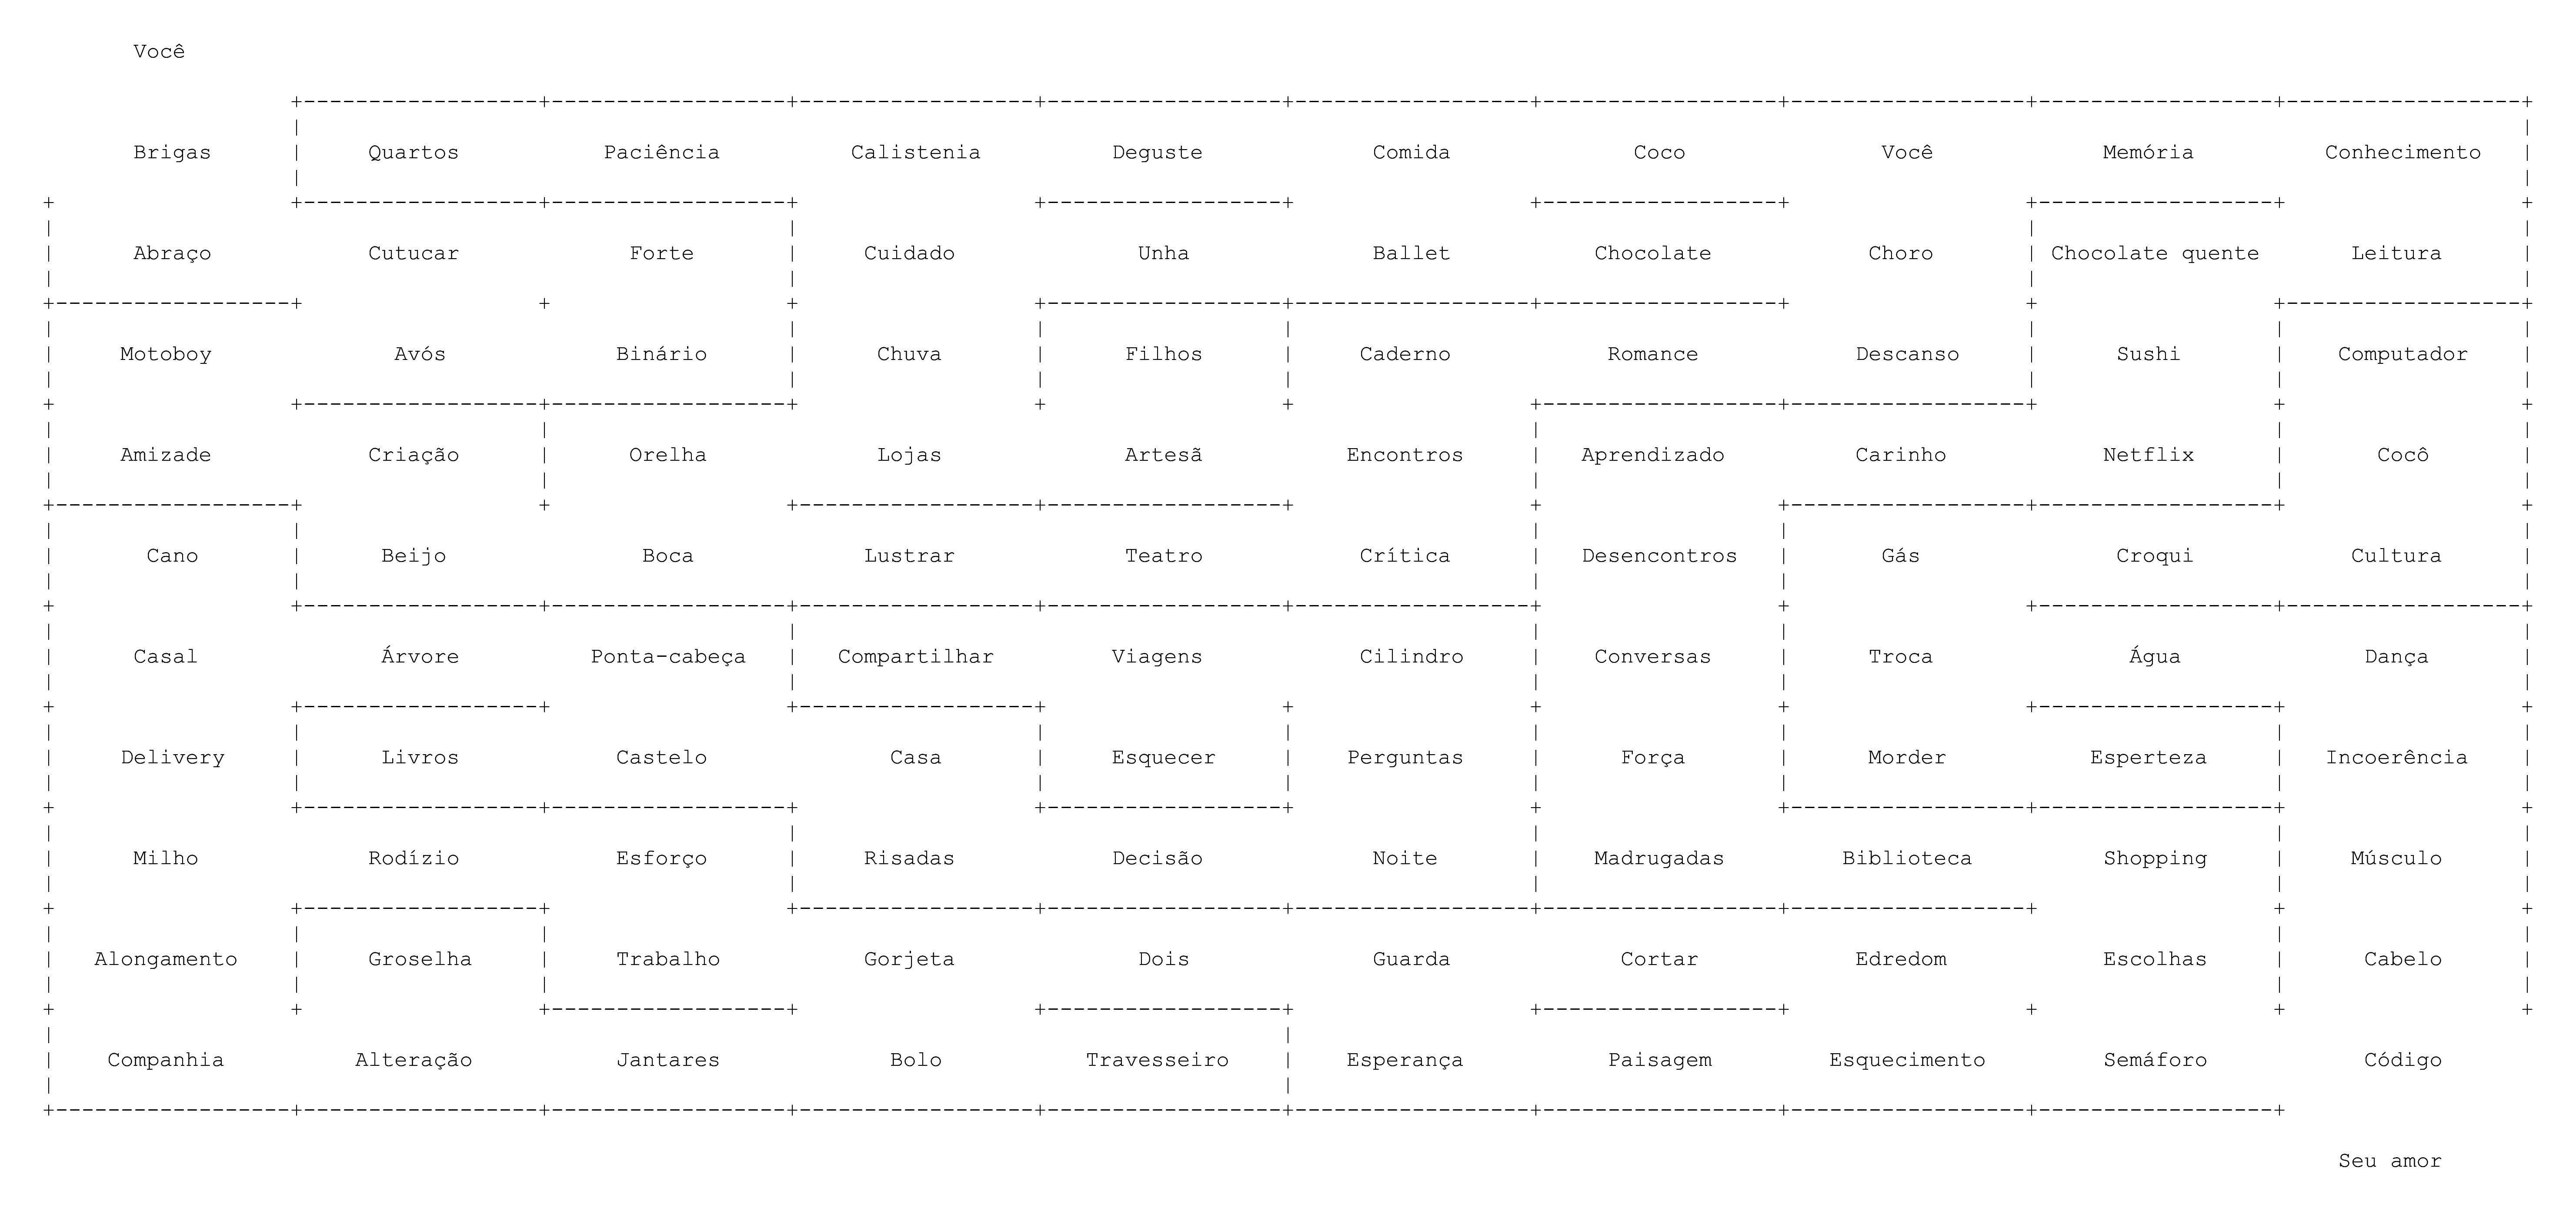 Você
Brigas Quartos Paciência Calistenia Deguste Comida Coco Você Memória Conhecimento
Abraço Cutucar Forte Cuidado Unha Ballet Chocolate Choro Chocolate quente Leitura
Motoboy Avós Binário Chuva Filhos Caderno Romance Descanso Sushi Computador
Amizade Criação Orelha Lojas Artesã Encontros Aprendizado Carinho Netflix Cocô
Cano Beijo Boca Lustrar Teatro Crítica Desencontros Gás Croqui Cultura
Casal Árvore Ponta-cabeça Compartilhar Viagens Cilindro Conversas Troca Água Dança
Delivery Livros Castelo Casa Esquecer Perguntas Força Morder Esperteza Incoerência
Milho Rodízio Esforço Risadas Decisão Noite Madrugadas Biblioteca Shopping Músculo
Alongamento Groselha Trabalho Gorjeta Dois Guarda Cortar Edredom Escolhas Cabelo
Companhia Alteração Jantares Bolo Travesseiro Esperança Paisagem Esquecimento Semáforo Código
Seu amor